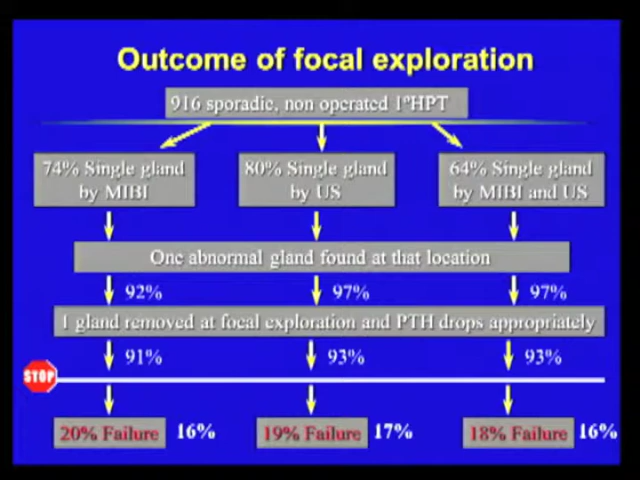 Outcome of focal exploration
916 sporadic, non operated 1ºHPT
74% Single gland
by MIBI
80% Single gland
by US
64% Single gland
by MIBI and US
One abnormal gland found at that location
92%
97%
97%
1 gland removed at focal exploration and PTH drops appropriately
91%
93%
93%
STOP
20% Failure 16%
19% Failure 17%
18% Failure 16%